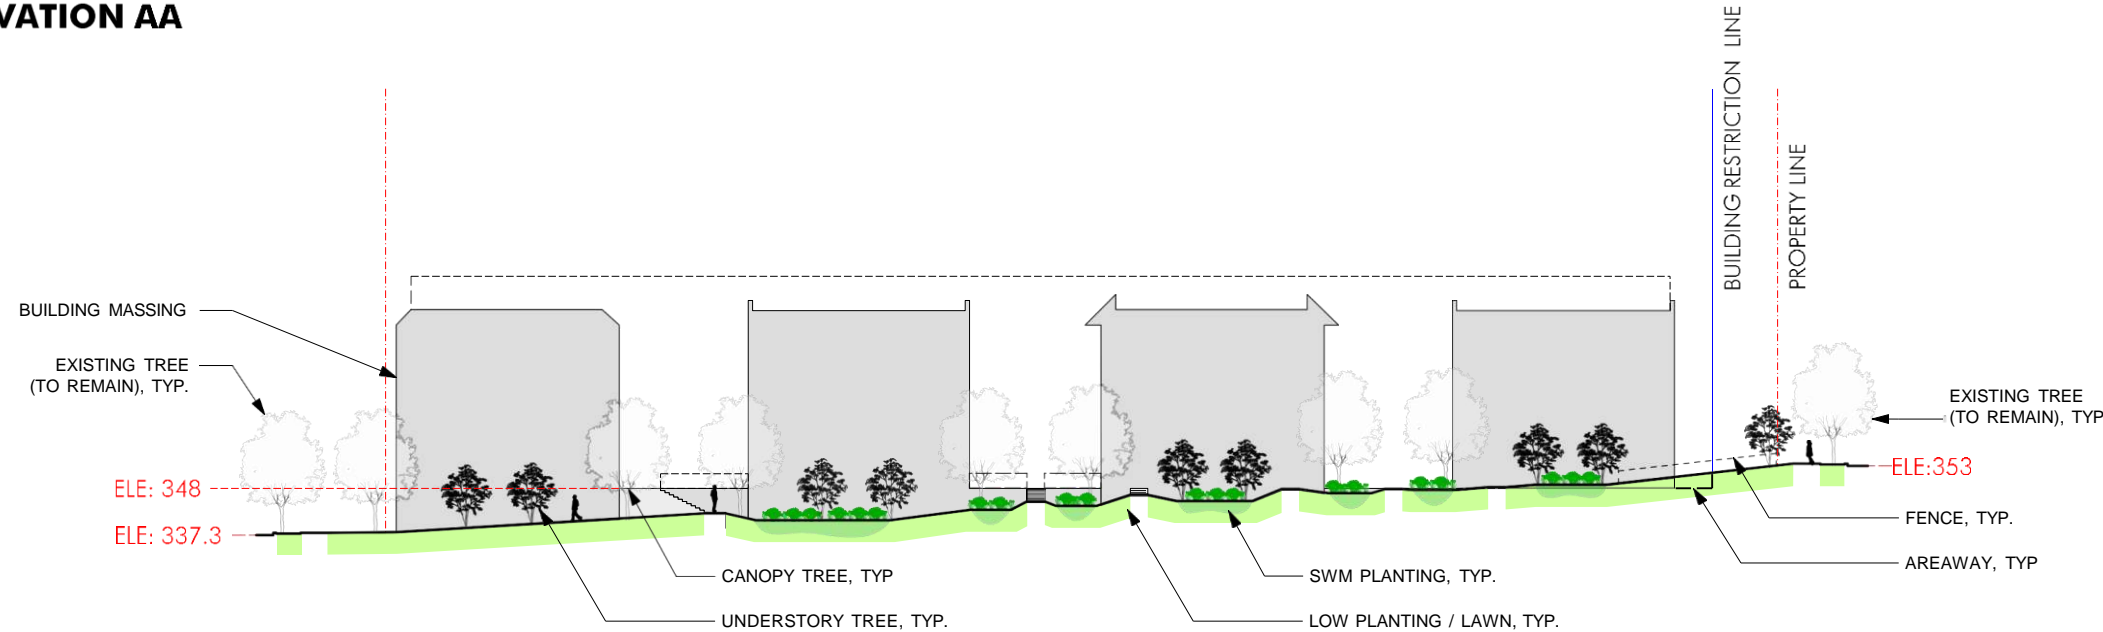 VATION AA
BUILDING RESTRICTION LINE
PROPERTY LINE
BUILDING MASSING
EXISTING TREE
(TO REMAIN), TYP.
EXISTING TREE
(TO REMAIN), TYP
ELE: 348
ELE:353
ELE: 337.3
FENCE, TYP.
AREAWAY, TYP
CANOPY TREE, TYP
SWM PLANTING, TYP.
UNDERSTORY TREE, TYP.
LOW PLANTING / LAWN, TYP.